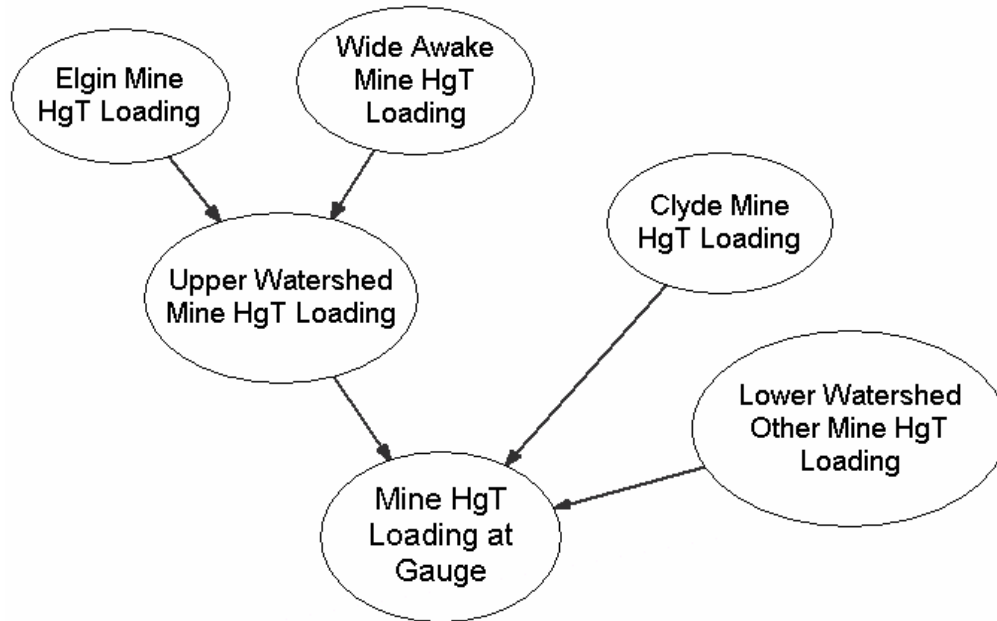 Elgin Mine
HgT Loading
Wide Awake
Mine HgT
Loading
Upper Watershed
Mine HgT Loading
Clyde Mine
HgT Loading
Lower Watershed
Other Mine HgT
Loading
Mine HgT
Loading at
Gauge